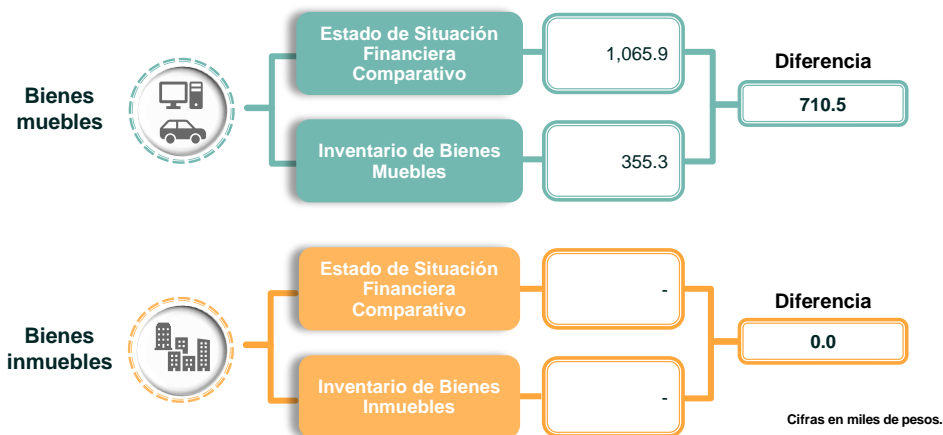 Bienes
muebles
Estado de Situación
Financiera
Comparativo
1,065.9
Inventario de Bienes
Muebles
355.3
Diferencia
710.5
Bienes
inmuebles
Estado de Situación
Financiera
Comparativo
-
Inventario de Bienes
Inmuebles
-
Diferencia
0.0
Cifras en miles de pesos.